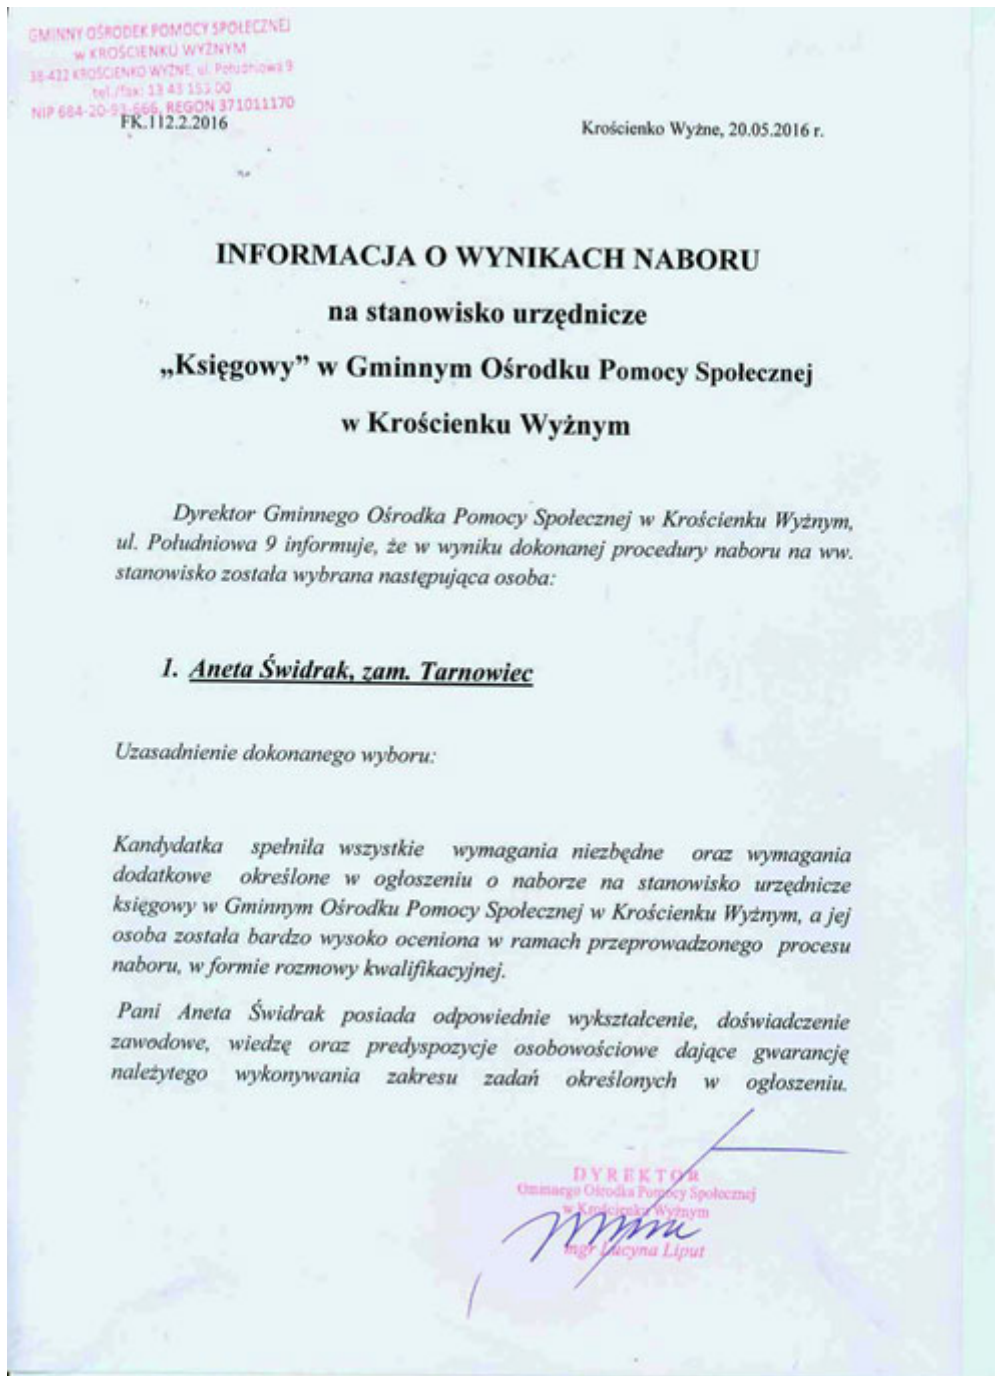 GMINNY OŚRODEK POMOCY SPOŁECZNEJ
w KROŚCIENKU WYŻNYM
38-422 KROŚCIENKO WYŻNE, ul. Południowa 9
tel./fax: 13 43 153 00
NIP 684-20-93-666, REGON 371011170
FK.112.2.2016
Krościenko Wyżne, 20.05.2016 r.
INFORMACJA O WYNIKACH NABORU
na stanowisko urzędnicze
„Księgowy” w Gminnym Ośrodku Pomocy Społecznej
w Krościenku Wyżnym
Dyrektor Gminnego Ośrodka Pomocy Społecznej w Krościenku Wyżnym,
ul. Południowa 9 informuje, że w wyniku dokonanej procedury naboru na ww.
stanowisko została wybrana następująca osoba:
1. Aneta Świdrak, zam. Tarnowiec
Uzasadnienie dokonanego wyboru:
Kandydatka spełniła wszystkie wymagania niezbędne oraz wymagania
dodatkowe określone w ogłoszeniu o naborze na stanowisko urzędnicze
księgowy w Gminnym Ośrodku Pomocy Społecznej w Krościenku Wyżnym, a jej
osoba została bardzo wysoko oceniona w ramach przeprowadzonego procesu
naboru, w formie rozmowy kwalifikacyjnej.
Pani Aneta Świdrak posiada odpowiednie wykształcenie, doświadczenie
zawodowe, wiedzę oraz predyspozycje osobowościowe dające gwarancję
należytego wykonywania zakresu zadań określonych w ogłoszeniu.
DYREKTOR
Gminnego Ośrodka Pomocy Społecznej
w Krościenku Wyżnym
mgr Lucyna Liput